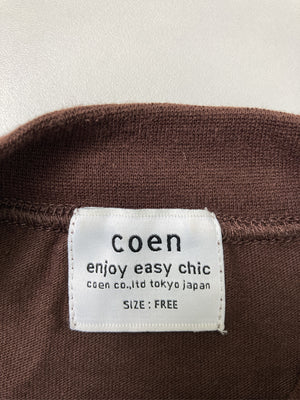 coen
enjoy easy chic
coen co.,ltd tokyo japan
SIZE : FREE